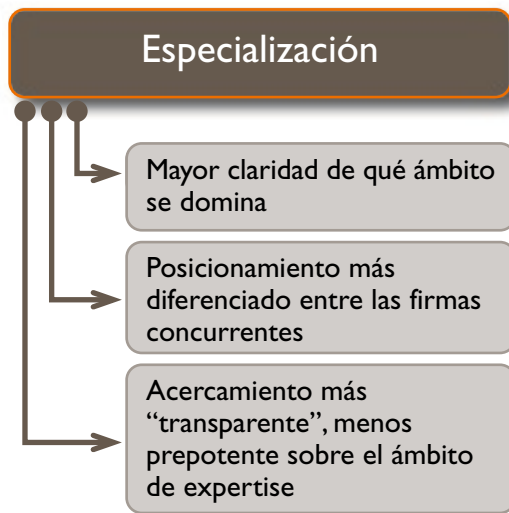 Especialización
Mayor claridad de qué ámbito
se domina
Posicionamiento más
diferenciado entre las firmas
concurrentes
Acercamiento más
“transparente”, menos
prepotente sobre el ámbito
de expertise